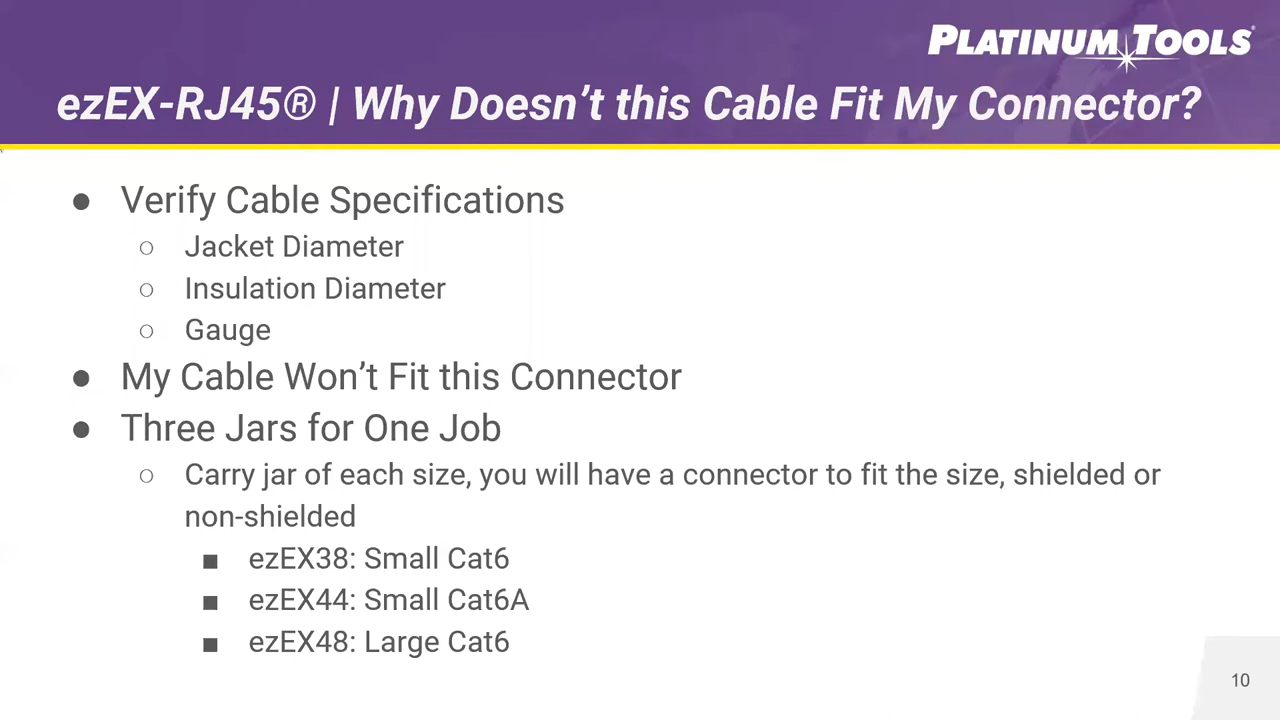 PLATINUM TOOLS®
ezEX-RJ45® | Why Doesn't this Cable Fit My Connector?
● Verify Cable Specifications
○ Jacket Diameter
○ Insulation Diameter
○ Gauge
● My Cable Won't Fit this Connector
● Three Jars for One Job
○ Carry jar of each size, you will have a connector to fit the size, shielded or
non-shielded
■ ezEX38: Small Cat6
■ ezEX44: Small Cat6A
■ ezEX48: Large Cat6
10